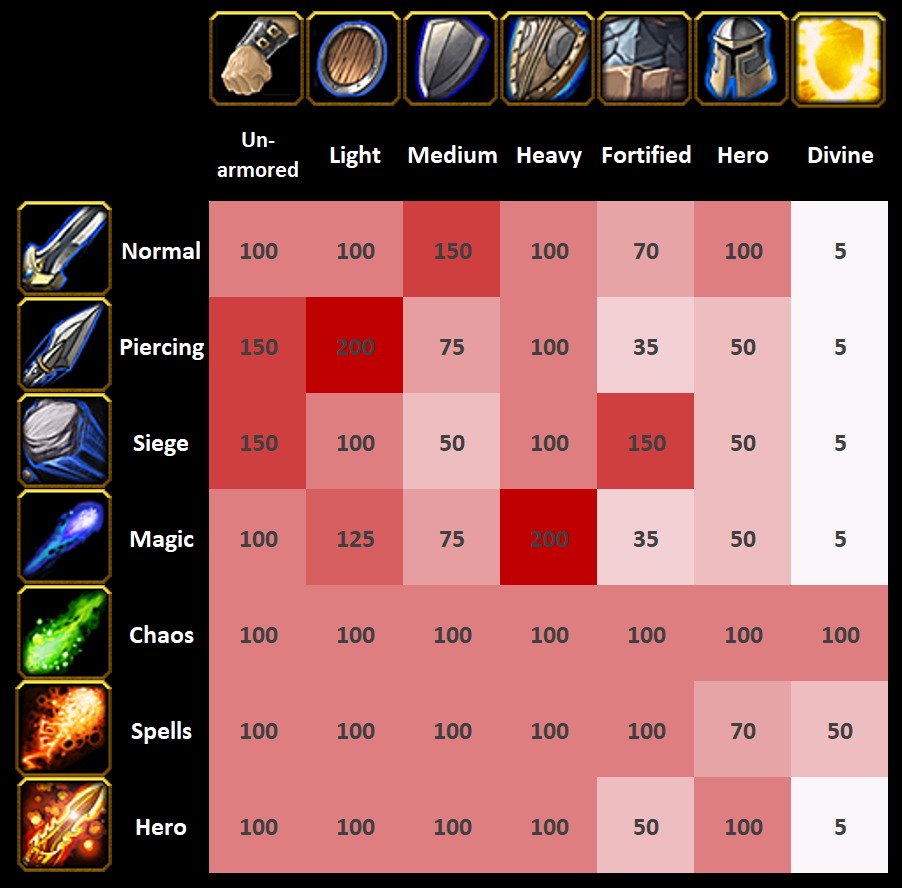 Un-
armored Light Medium Heavy Fortified Hero Divine
Normal 100 100 150 100 70 100 5
Piercing 150 200 75 100 35 50 5
Siege 150 100 50 100 150 50 5
Magic 100 125 75 200 35 50 5
Chaos 100 100 100 100 100 100 100
Spells 100 100 100 100 100 70 50
Hero 100 100 100 100 50 100 5